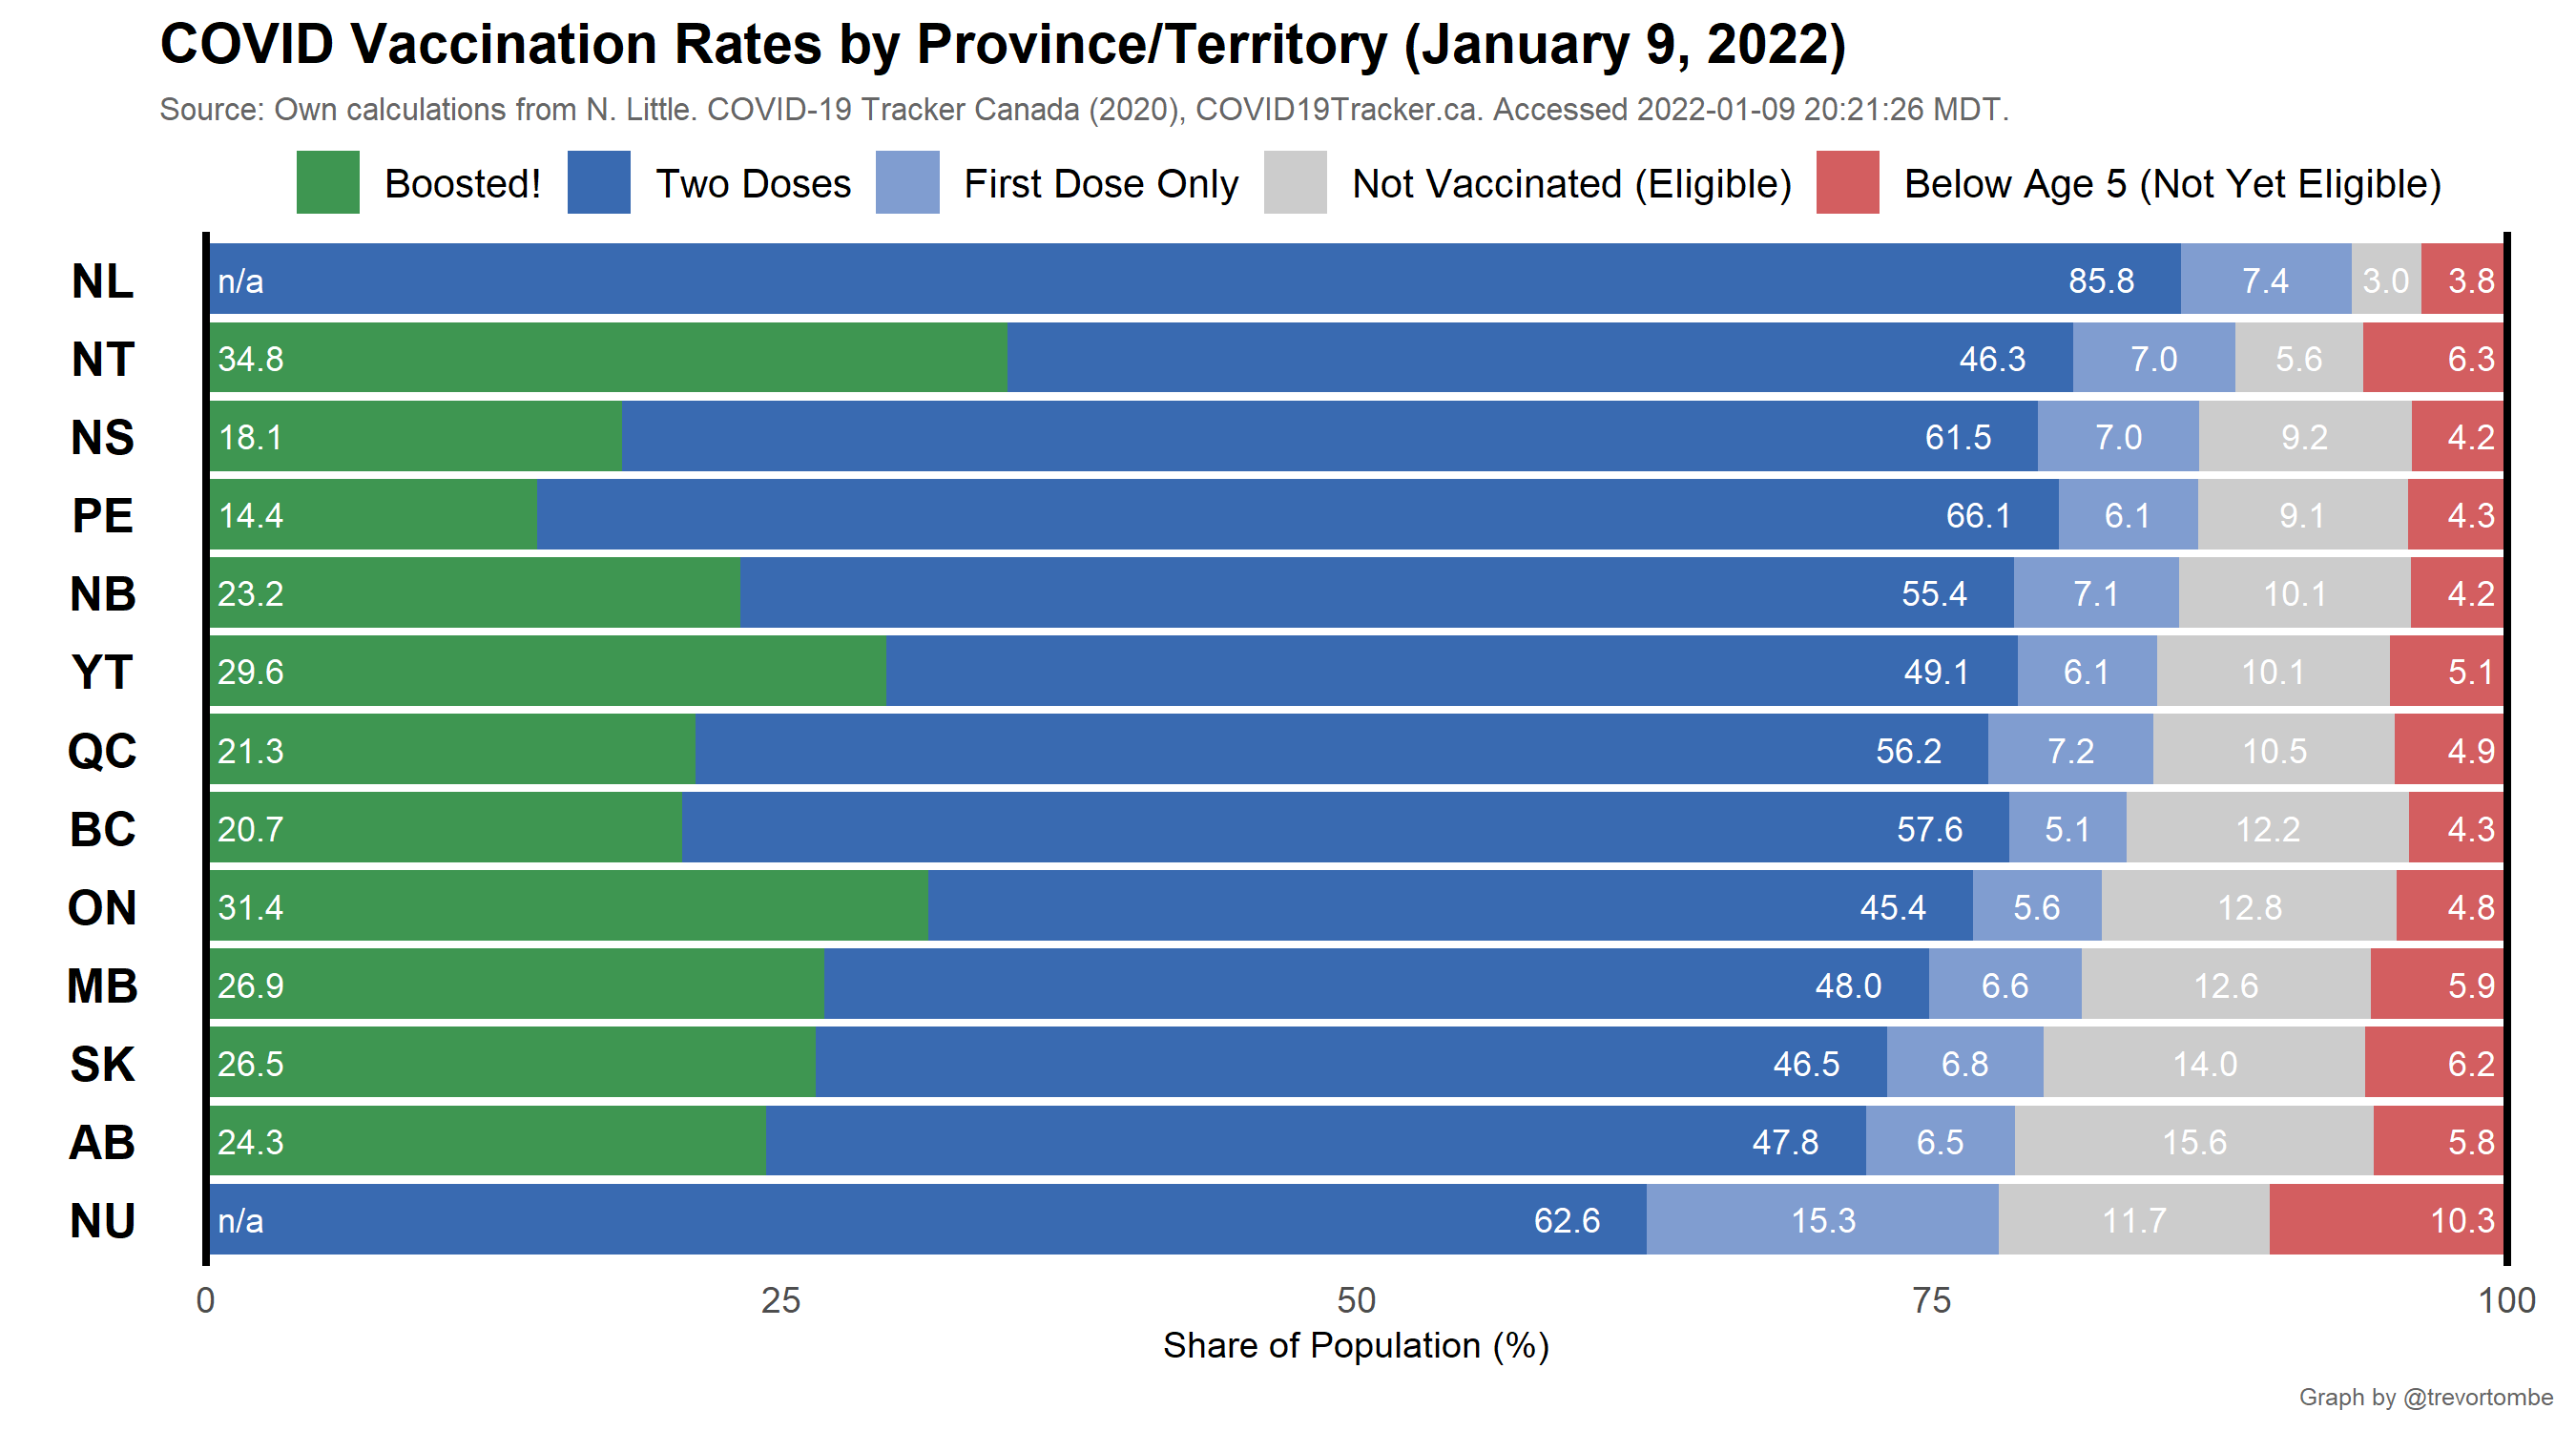 COVID Vaccination Rates by Province/Territory (January 9, 2022)
Source: Own calculations from N. Little. COVID-19 Tracker Canada (2020), COVID19Tracker.ca. Accessed 2022-01-09 20:21:26 MDT.
Boosted! Two Doses First Dose Only Not Vaccinated (Eligible) Below Age 5 (Not Yet Eligible)
NL n/a 85.8 7.4 3.0 3.8
NT 34.8 46.3 7.0 5.6 6.3
NS 18.1 61.5 7.0 9.2 4.2
PE 14.4 66.1 6.1 9.1 4.3
NB 23.2 55.4 7.1 10.1 4.2
YT 29.6 49.1 6.1 10.1 5.1
QC 21.3 56.2 7.2 10.5 4.9
BC 20.7 57.6 5.1 12.2 4.3
ON 31.4 45.4 5.6 12.8 4.8
MB 26.9 48.0 6.6 12.6 5.9
SK 26.5 46.5 6.8 14.0 6.2
AB 24.3 47.8 6.5 15.6 5.8
NU n/a 62.6 15.3 11.7 10.3
0 25 50 75 100
Share of Population (%)
Graph by @trevortombe